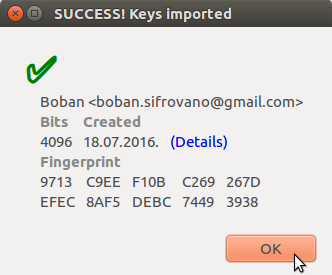 SUCCESS! Keys imported
Boban <boban.sifrovano@gmail.com>
Bits Created
4096 18.07.2016. (Details)
Fingerprint
9713 C9EE F10B C269 267D
EFEC 8AF5 DEBC 7449 3938
OK